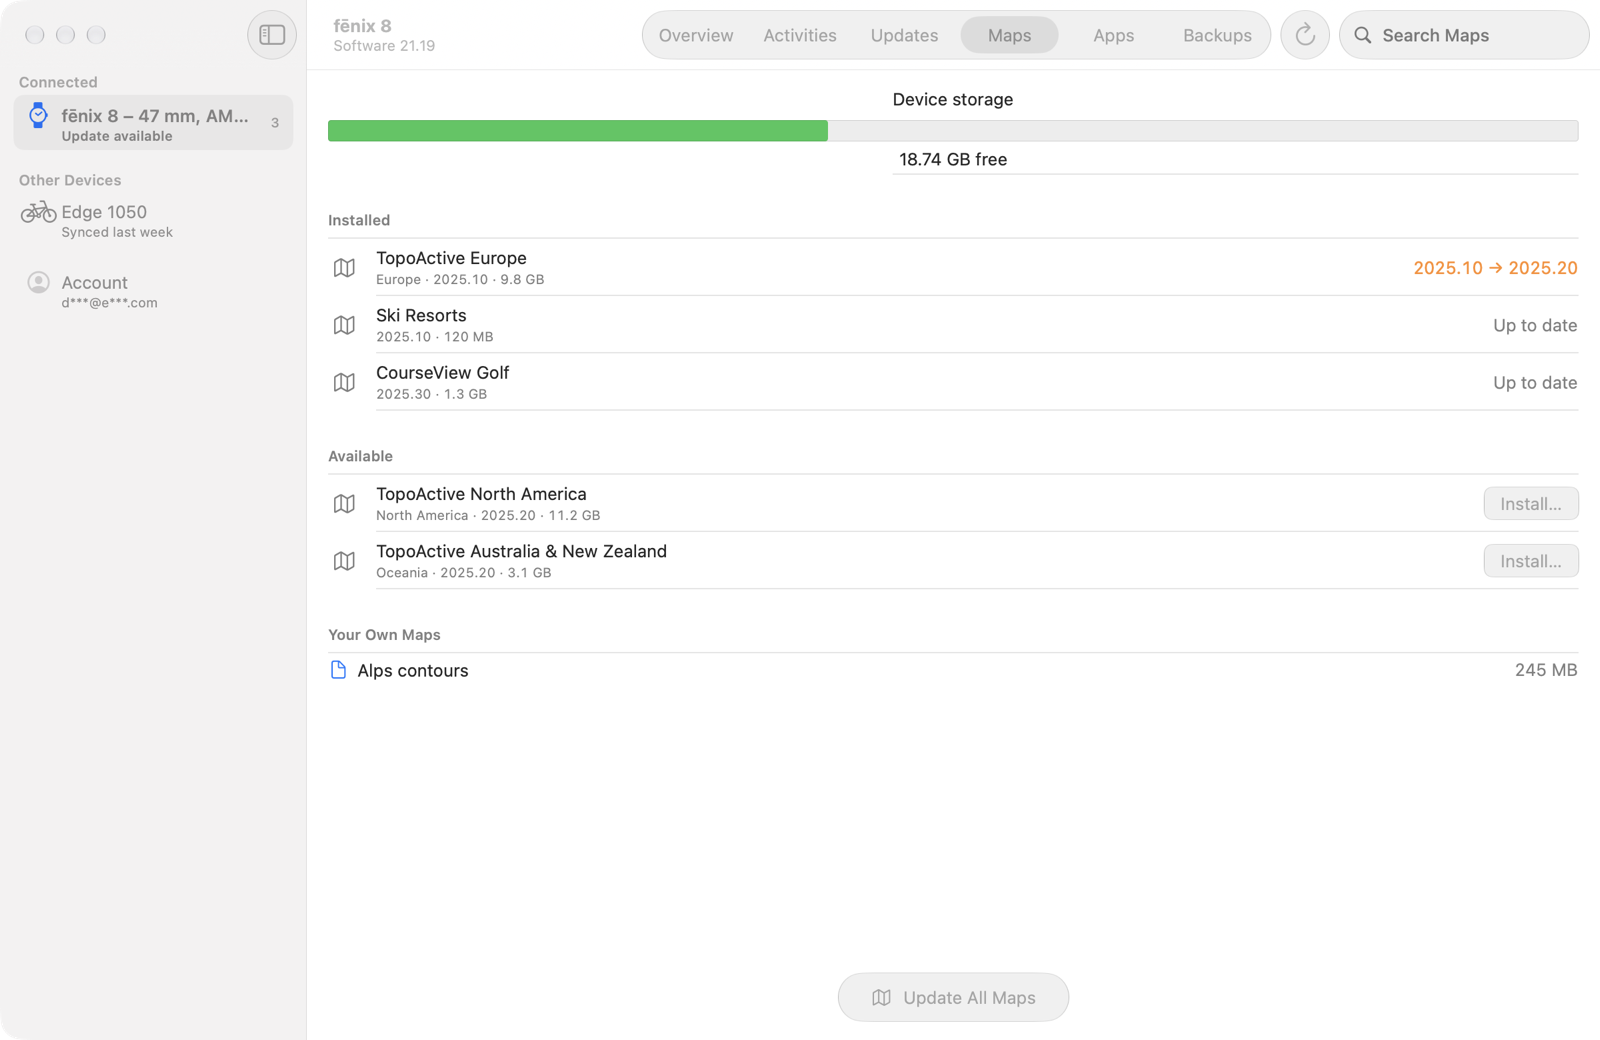 Connected
fēnix 8 – 47 mm, AM...
3
Update available
Other Devices
Edge 1050
Synced last week
Account
d***@e***.com
fēnix 8
Software 21.19
Overview
Activities
Updates
Maps
Apps
Backups
Search Maps
Device storage
18.74 GB free
Installed
TopoActive Europe
Europe · 2025.10 · 9.8 GB
2025.10 → 2025.20
Ski Resorts
2025.10 · 120 MB
Up to date
CourseView Golf
2025.30 · 1.3 GB
Up to date
Available
TopoActive North America
North America · 2025.20 · 11.2 GB
Install...
TopoActive Australia & New Zealand
Oceania · 2025.20 · 3.1 GB
Install...
Your Own Maps
Alps contours
245 MB
Update All Maps